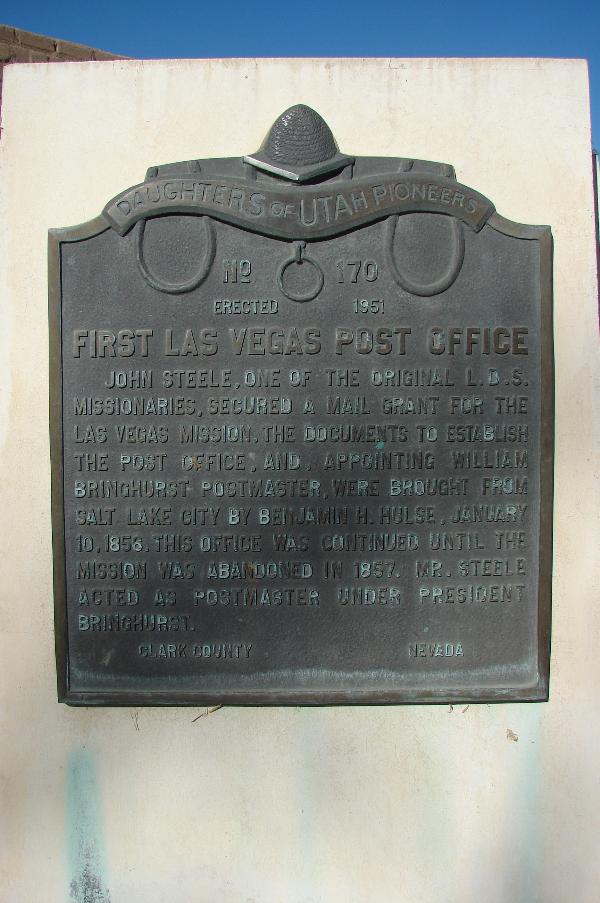 DAUGHTERS OF UTAH PIONEERS
Nº 170
ERECTED 1951
FIRST LAS VEGAS POST OFFICE
JOHN STEELE, ONE OF THE ORIGINAL L.D.S.
MISSIONARIES, SECURED A MAIL GRANT FOR THE
LAS VEGAS MISSION. THE DOCUMENTS TO ESTABLISH
THE POST OFFICE, AND, APPOINTING WILLIAM
BRINGHURST POSTMASTER, WERE BROUGHT FROM
SALT LAKE CITY BY BENJAMIN H. HULSE, JANUARY
10, 1856. THIS OFFICE WAS CONTINUED UNTIL THE
MISSION WAS ABANDONED IN 1857. MR. STEELE
ACTED AS POSTMASTER UNDER PRESIDENT
BRINGHURST.
CLARK COUNTY NEVADA